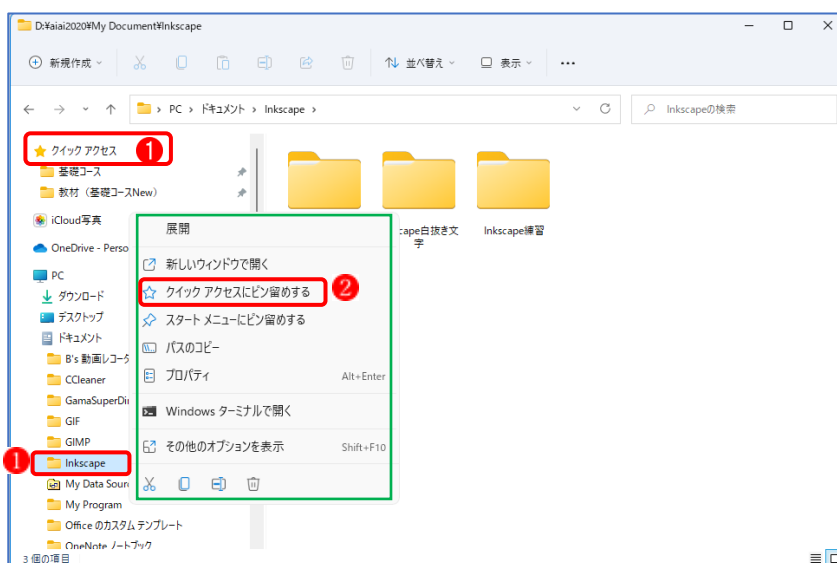 D:¥aiai2020¥My Document¥Inkscape
新規作成
並べ替え
表示
PC › ドキュメント › Inkscape ›
Inkscapeの検索
クイック アクセス
1
基礎コース
教材（基礎コースNew）
iCloud写真
OneDrive - Perso
PC
ダウンロード
デスクトップ
ドキュメント
B's 動画レコーダ
CCleaner
GamaSuperDi
GIF
GIMP
1
Inkscape
My Data Sour
My Program
Office のカスタム テンプレート
OneNote ノートブック
3 個の項目
展開
新しいウィンドウで開く
クイック アクセスにピン留めする
2
スタート メニューにピン留めする
パスのコピー
プロパティ Alt+Enter
Windows ターミナルで開く
その他のオプションを表示 Shift+F10
cape白抜き文
字
Inkscape練習